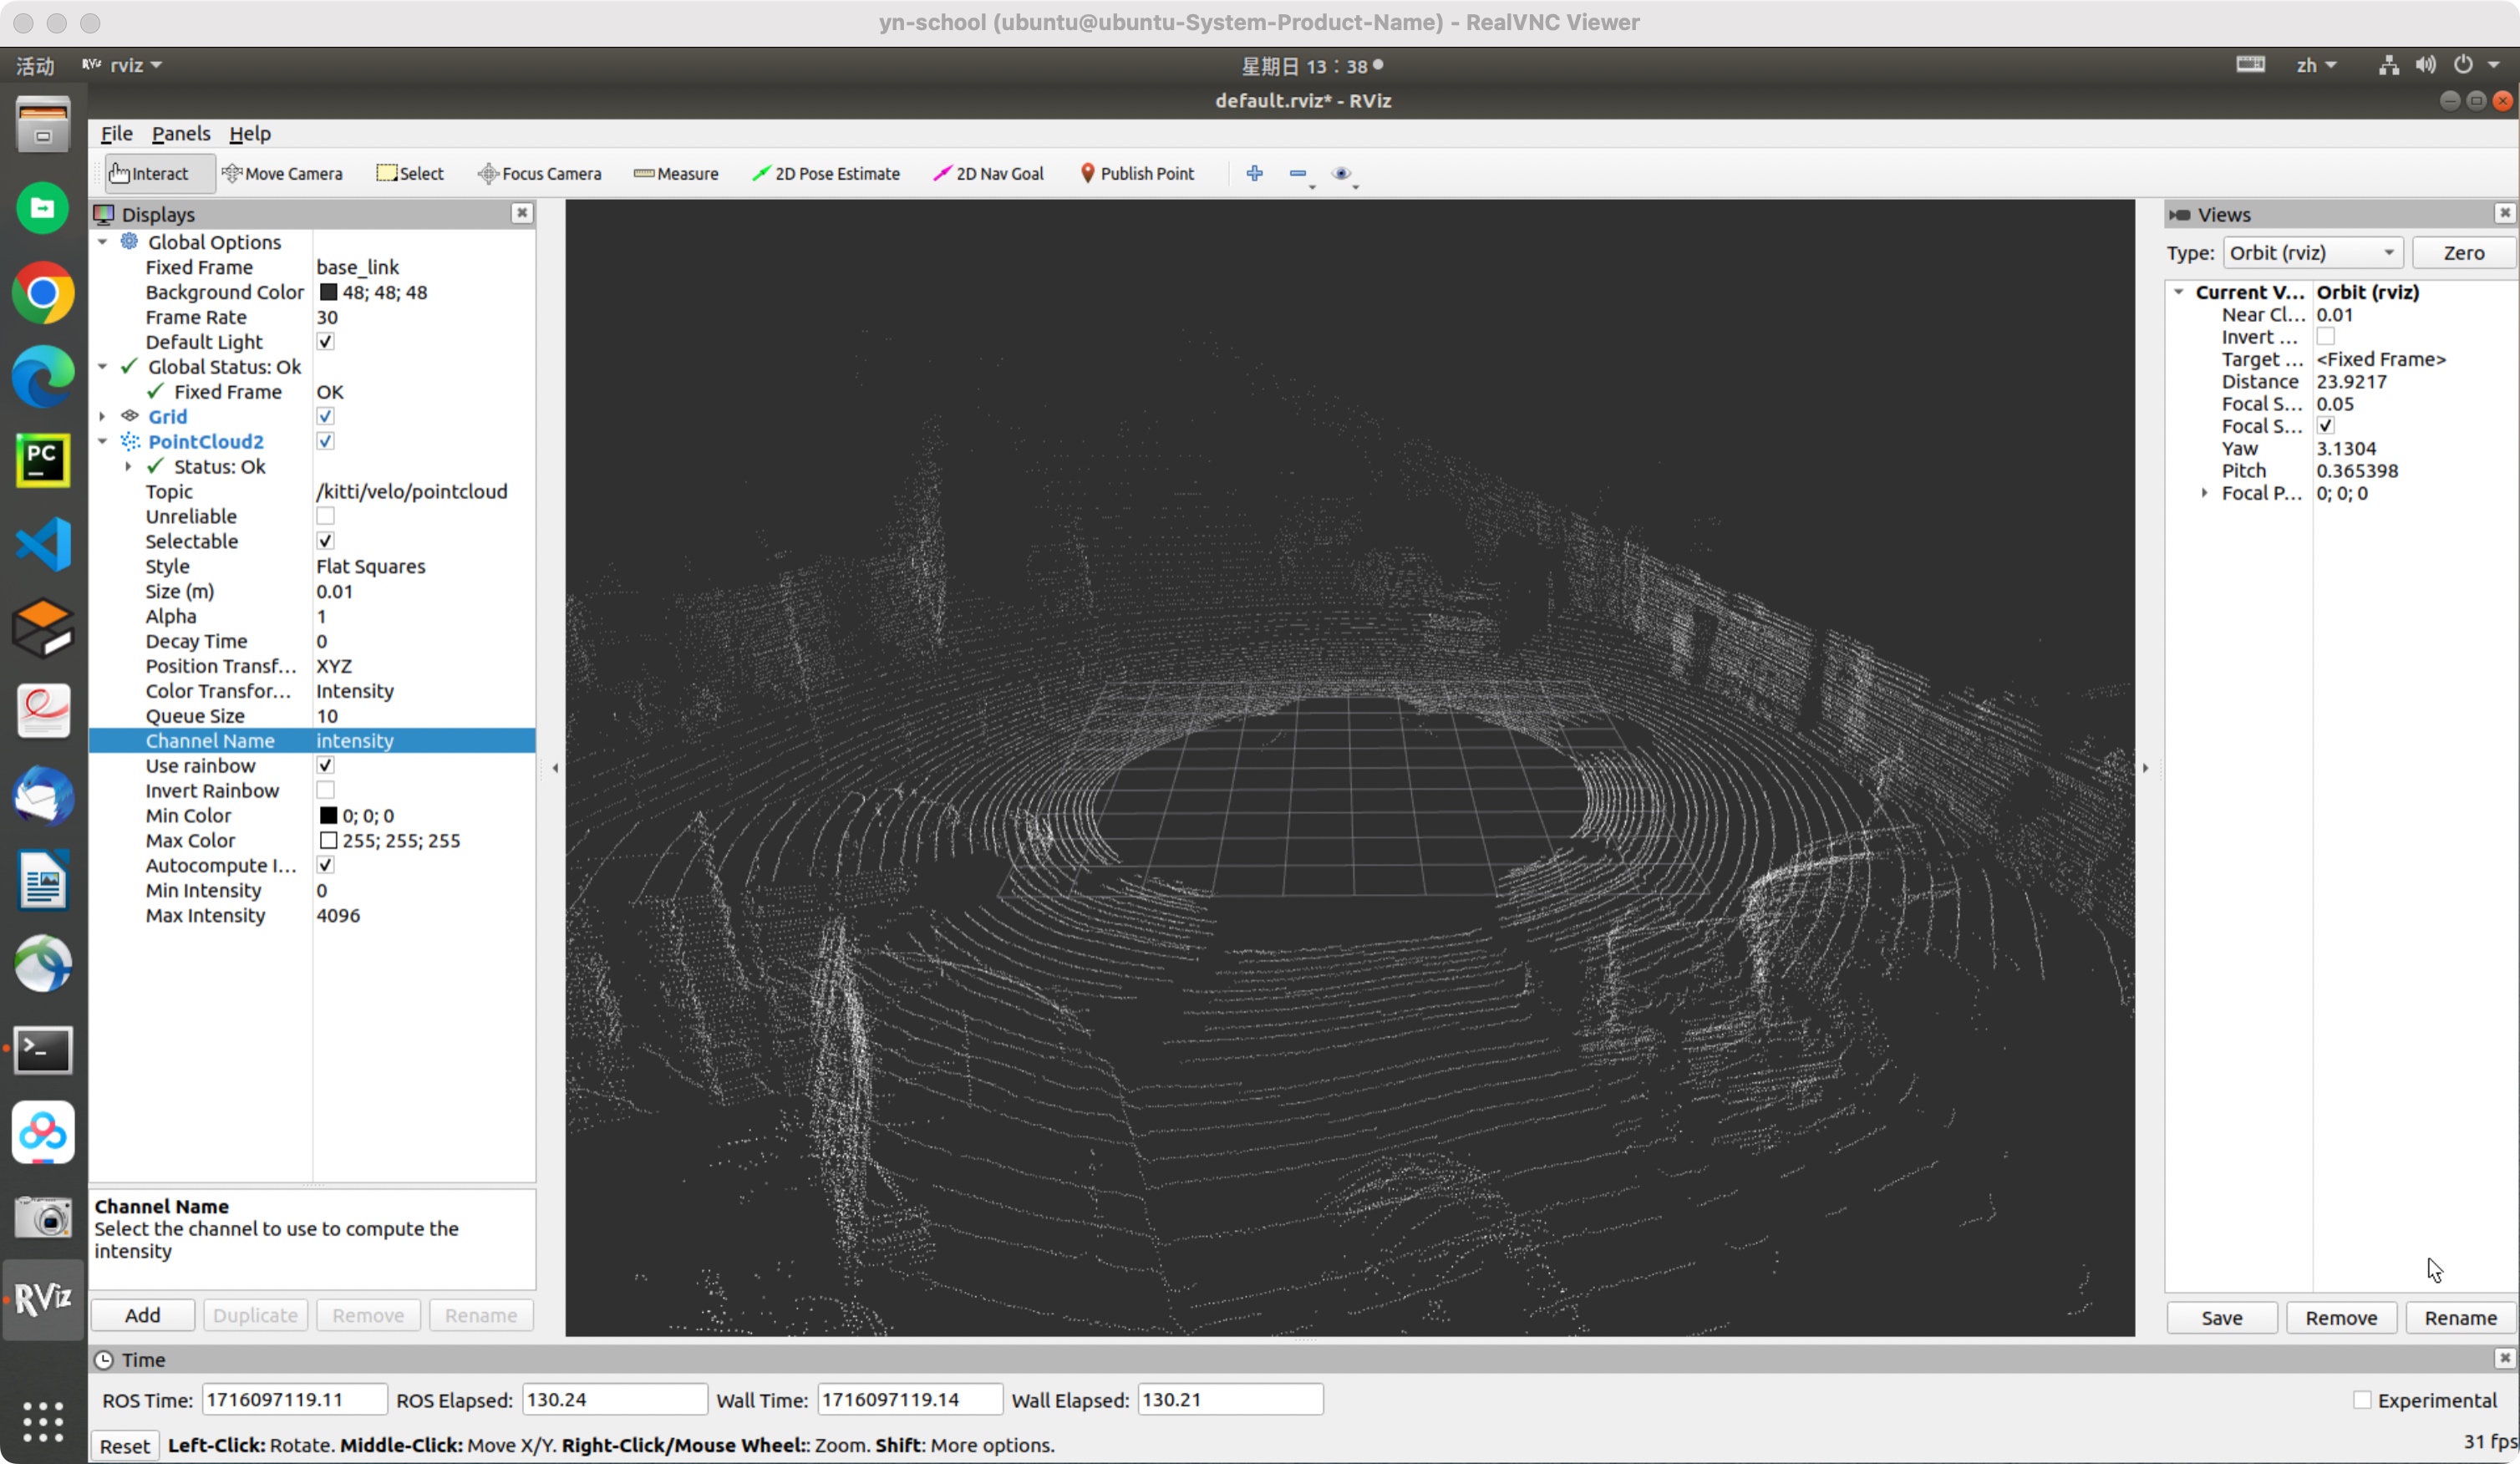 yn-school (ubuntu@ubuntu-System-Product-Name) - RealVNC Viewer
活动 RViz rviz 星期日 13：38 zh
default.rviz* - RViz
File Panels Help
Interact Move Camera Select Focus Camera Measure 2D Pose Estimate 2D Nav Goal Publish Point
Displays
Global Options
Fixed Frame base_link
Background Color 48; 48; 48
Frame Rate 30
Default Light
Global Status: Ok
Fixed Frame OK
Grid
PointCloud2
Status: Ok
Topic /kitti/velo/pointcloud
Unreliable
Selectable
Style Flat Squares
Size (m) 0.01
Alpha 1
Decay Time 0
Position Transf... XYZ
Color Transfor... Intensity
Queue Size 10
Channel Name intensity
Use rainbow
Invert Rainbow
Min Color 0; 0; 0
Max Color 255; 255; 255
Autocompute I...
Min Intensity 0
Max Intensity 4096
Channel Name
Select the channel to use to compute the
intensity
Add Duplicate Remove Rename
Views
Type: Orbit (rviz) Zero
Current V... Orbit (rviz)
Near Cl... 0.01
Invert ...
Target ... <Fixed Frame>
Distance 23.9217
Focal S... 0.05
Focal S...
Yaw 3.1304
Pitch 0.365398
Focal P... 0; 0; 0
Save Remove Rename
PC
RViz
Time
ROS Time: 1716097119.11 ROS Elapsed: 130.24 Wall Time: 1716097119.14 Wall Elapsed: 130.21 Experimental
Reset Left-Click: Rotate. Middle-Click: Move X/Y. Right-Click/Mouse Wheel:: Zoom. Shift: More options. 31 fps